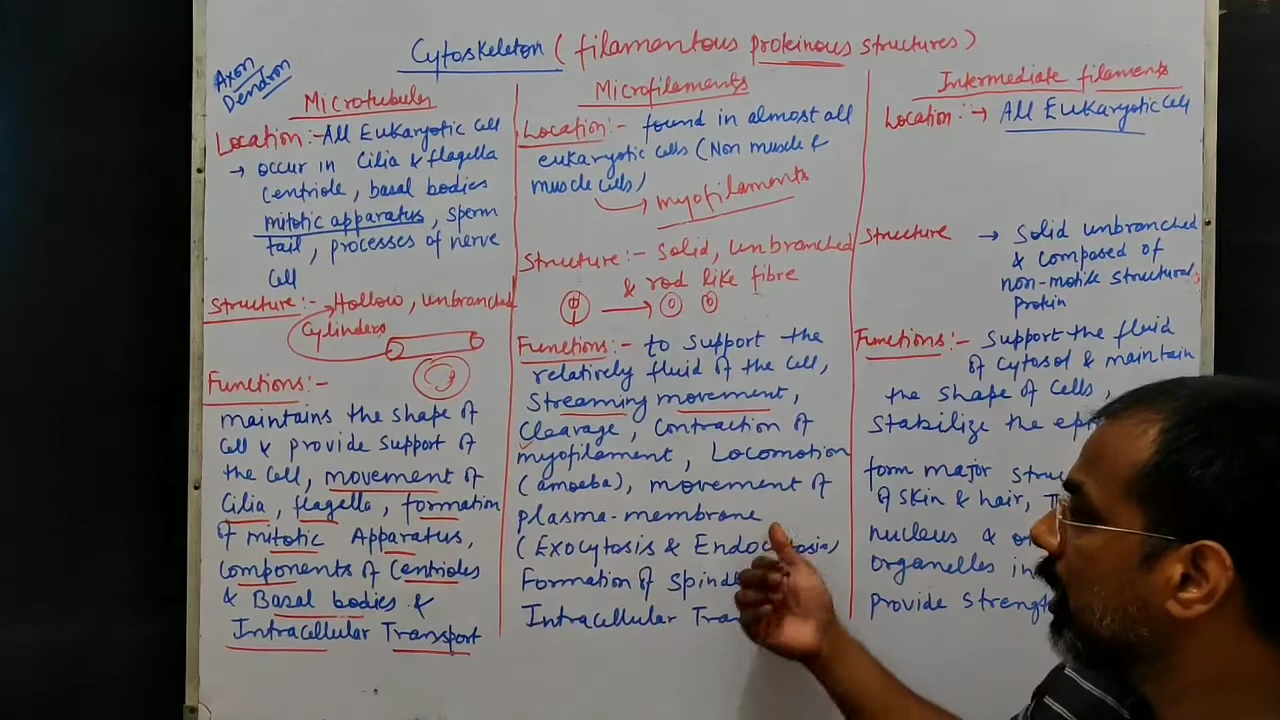 Cytoskeleton (filamentous proteinous structures)
Axon
Dendron
Microtubules
Location:- All Eukaryotic Cell
→ occur in Cilia & flagella
Centriole, basal bodies
mitotic apparatus, sperm
tail, processes of nerve
Cell
Structure:- Hollow, unbranched
Cylinders
Functions:-
maintains the shape of
Cell & provide support of
the Cell, movement of
Cilia, flagella, formation
of mitotic Apparatus,
Components of Centrioles
& Basal bodies &
Intracellular Transport
Microfilaments
Location:- found in almost all
eukaryotic cells (Non muscle &
muscle cells)
→ myofilaments
Structure:- Solid, unbranched
& rod like fibre
Functions:- to support the
relatively fluid of the Cell,
Streaming movement,
Cleavage, Contraction of
myofilament, Locomotion
(amoeba), movement of
plasma-membrane
(Exocytosis & Endocytosis)
Formation of
Intracellular
Intermediate filaments
Location:- → All Eukaryotic Cell
Structure → Solid unbranched
& composed of
non-motile structural
protein
Functions:- Support the fluid
of Cytosol & maintain
the shape of Cells,
Stabilize the
form major
of skin & hair,
nucleus &
organelles in
provide